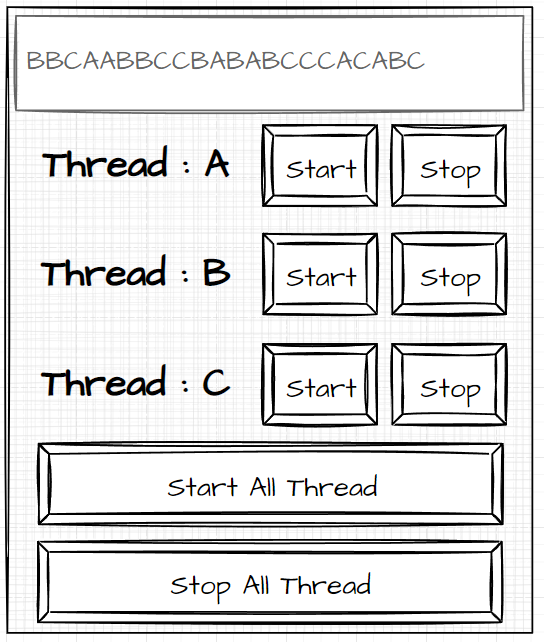 BBCAABBCCBABABCCCACABC
Thread : A Start Stop
Thread : B Start Stop
Thread : C Start Stop
Start All Thread
Stop All Thread